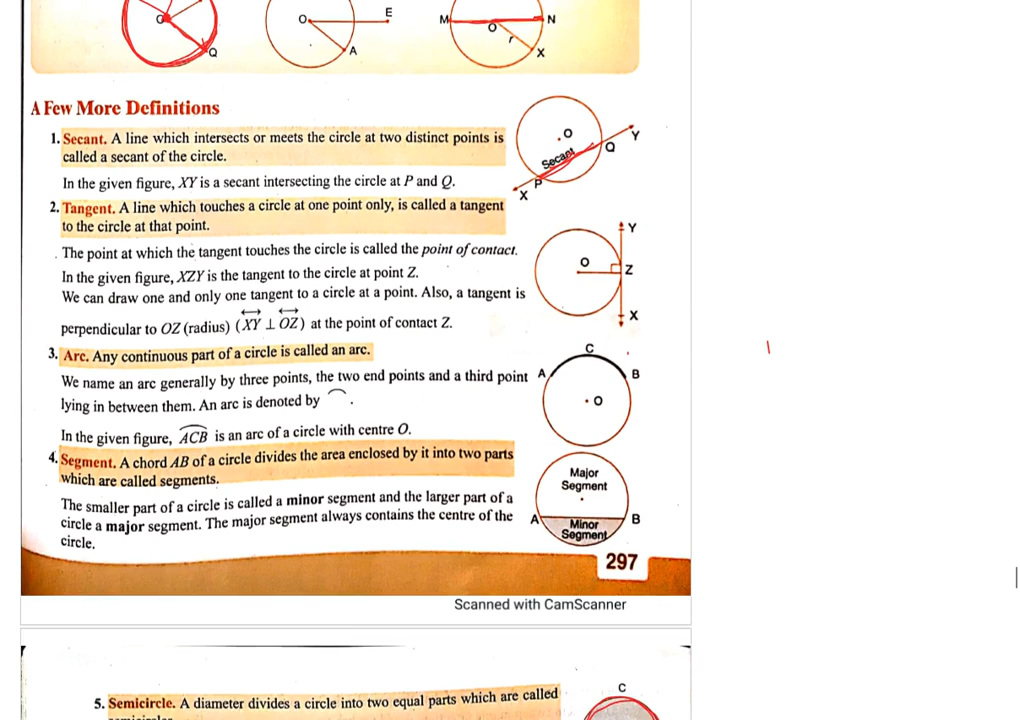 O
Q
O
E
A
M
N
O
r
X
A Few More Definitions
1. Secant. A line which intersects or meets the circle at two distinct points is
called a secant of the circle.
In the given figure, XY is a secant intersecting the circle at P and Q.
.O
Secant
P
Q
X
Y
2. Tangent. A line which touches a circle at one point only, is called a tangent
to the circle at that point.
The point at which the tangent touches the circle is called the point of contact.
In the given figure, XZY is the tangent to the circle at point Z.
We can draw one and only one tangent to a circle at a point. Also, a tangent is
perpendicular to OZ (radius) (XY ⊥ OZ) at the point of contact Z.
Y
O
Z
X
3. Arc. Any continuous part of a circle is called an arc.
We name an arc generally by three points, the two end points and a third point
lying in between them. An arc is denoted by ⌒ .
In the given figure, ACB is an arc of a circle with centre O.
C
A
B
. O
4. Segment. A chord AB of a circle divides the area enclosed by it into two parts
which are called segments.
The smaller part of a circle is called a minor segment and the larger part of a
circle a major segment. The major segment always contains the centre of the
circle.
Major
Segment
A
B
Minor
Segment
297
Scanned with CamScanner
5. Semicircle. A diameter divides a circle into two equal parts which are called
C